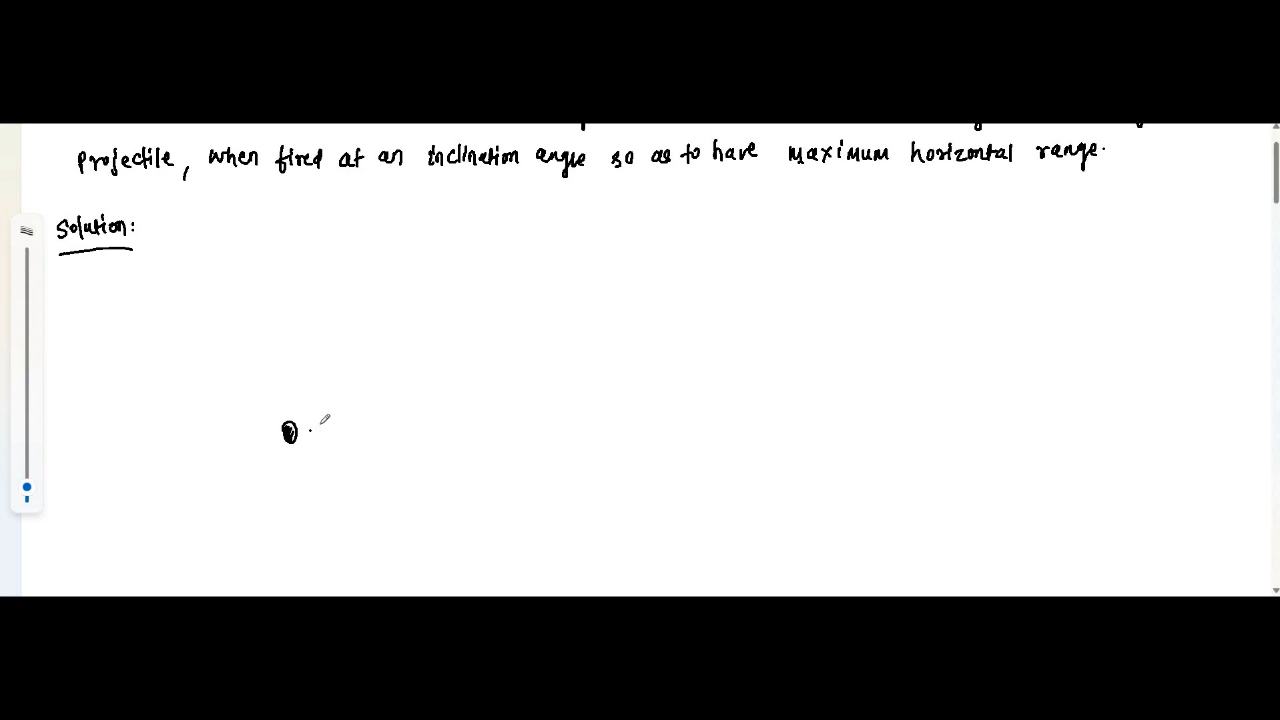 projectile, when fired at an inclination angle so as to have maximum horizontal range.
Solution: